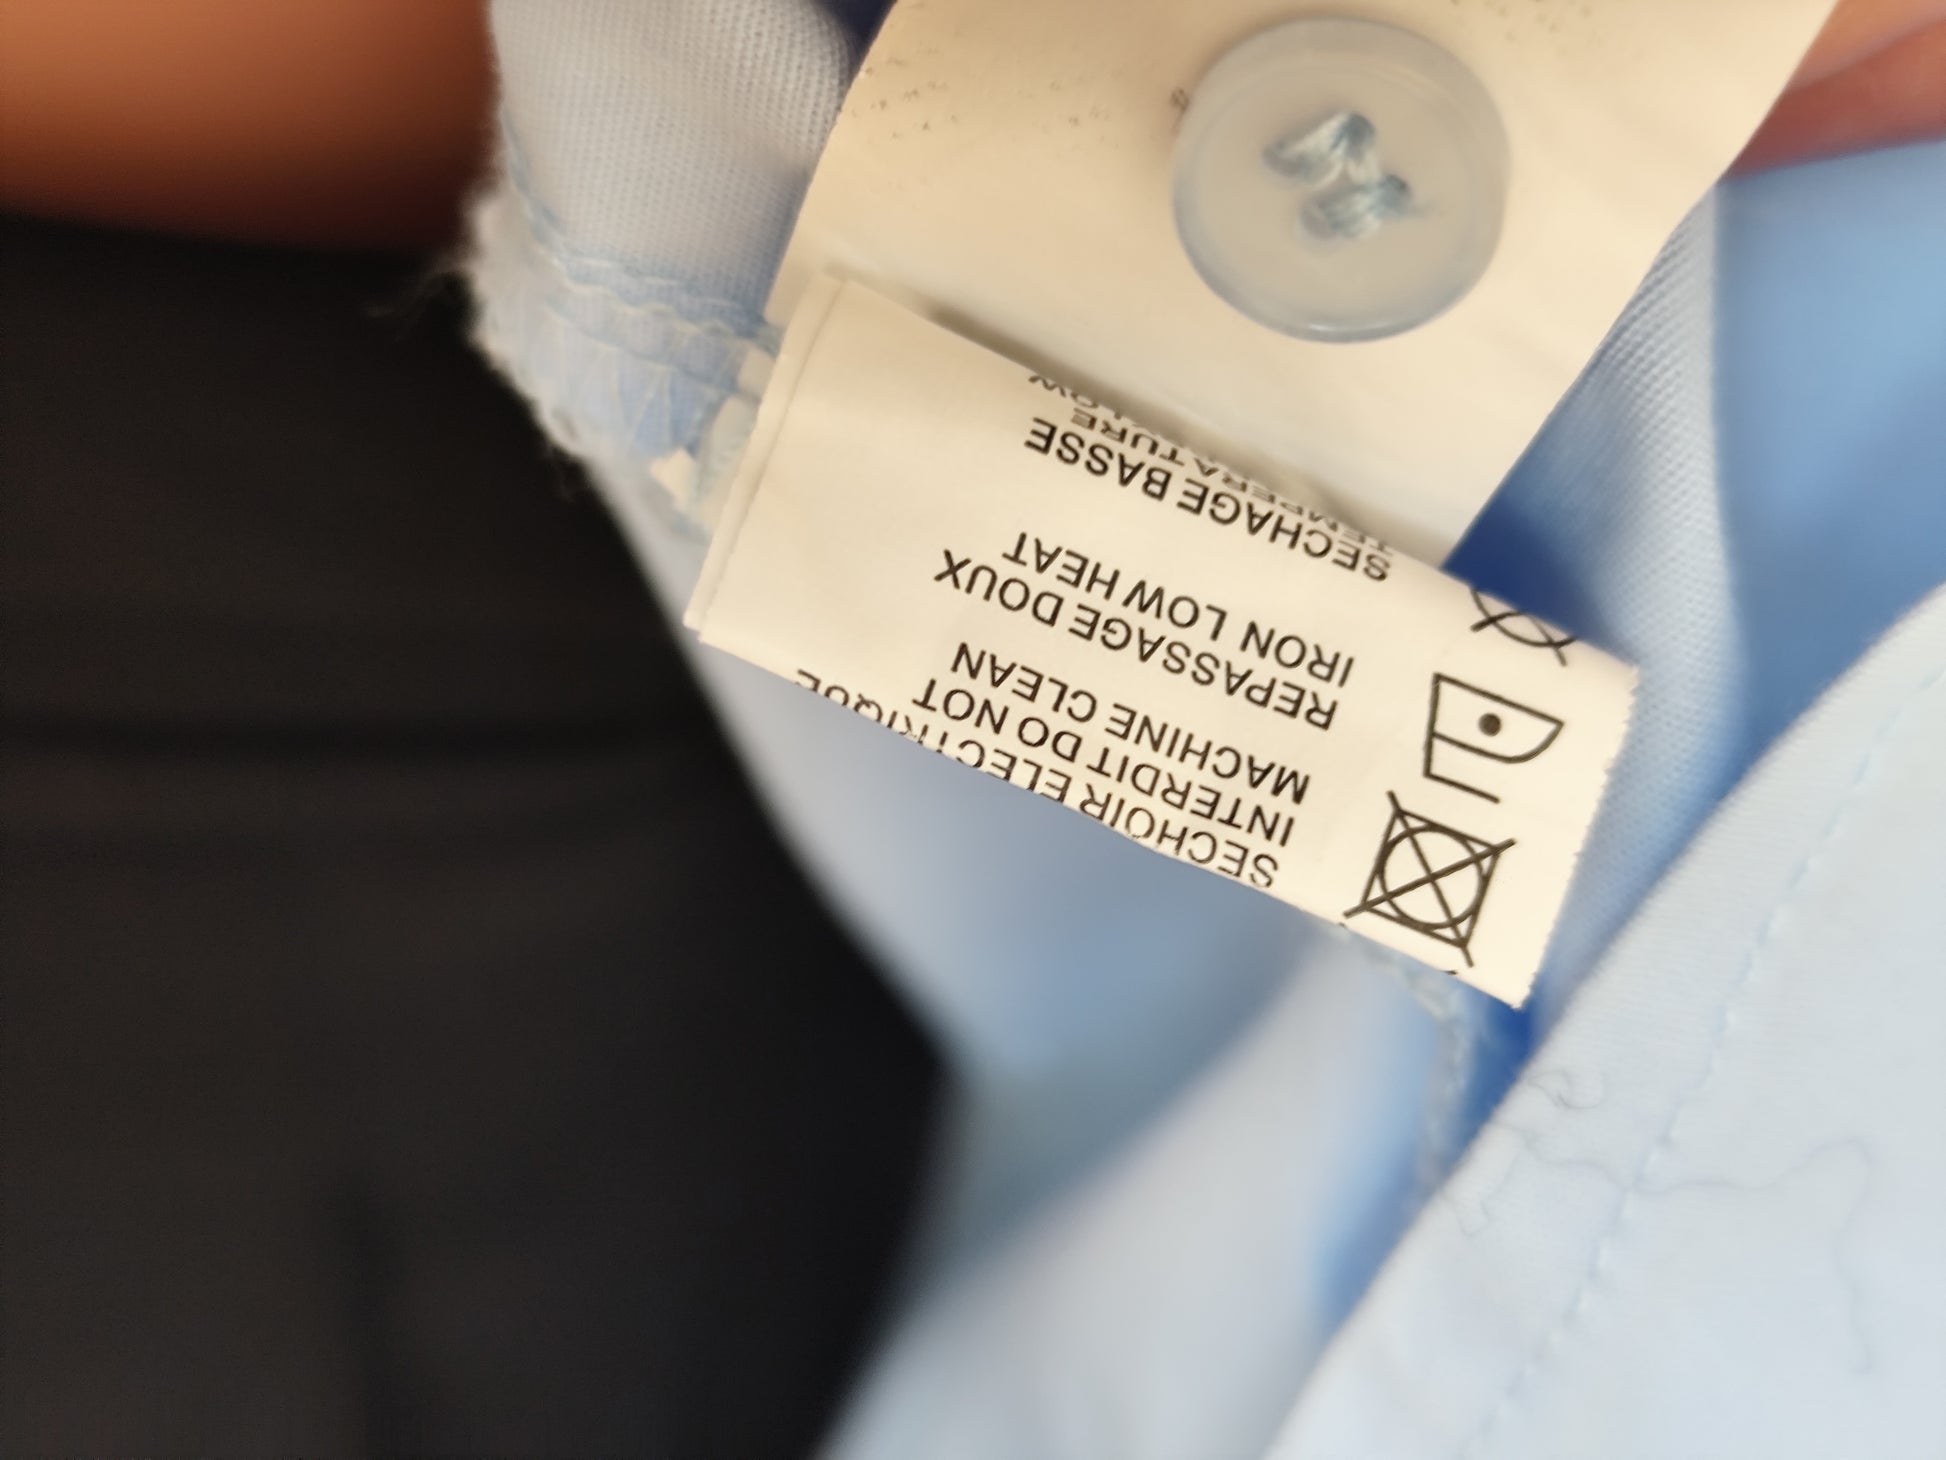 SECHOIR ELECTRIQUE
INTERDIT DO NOT
MACHINE CLEAN
REPASSAGE DOUX
IRON LOW HEAT
SECHAGE BASSE
TEMPERATURE
LOW